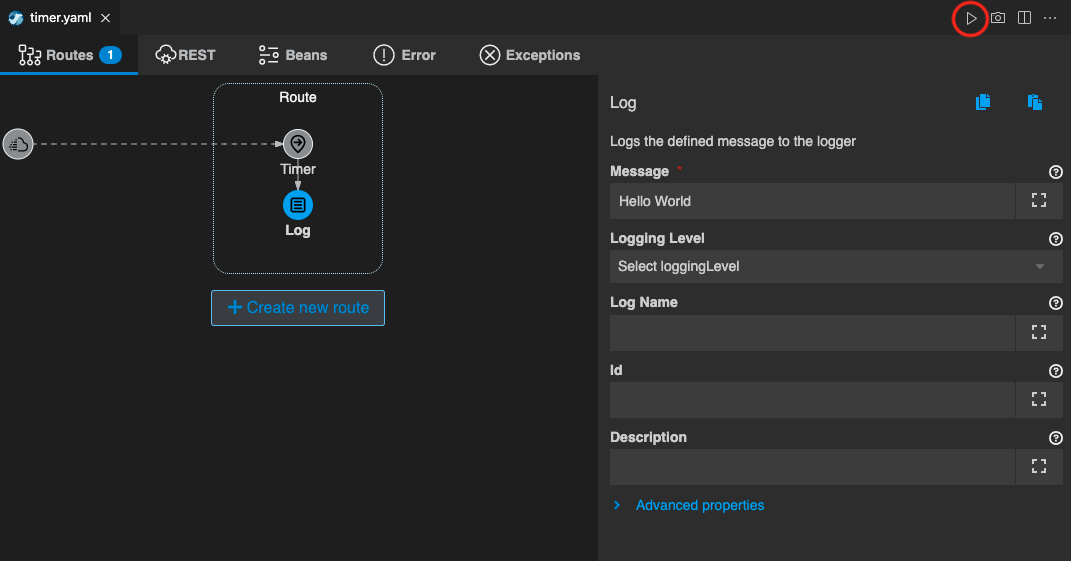 timer.yaml
Routes 1 REST Beans Error Exceptions
Route
Timer
Log
Create new route
Log
Logs the defined message to the logger
Message *
Hello World
Logging Level
Select loggingLevel
Log Name
Id
Description
Advanced properties